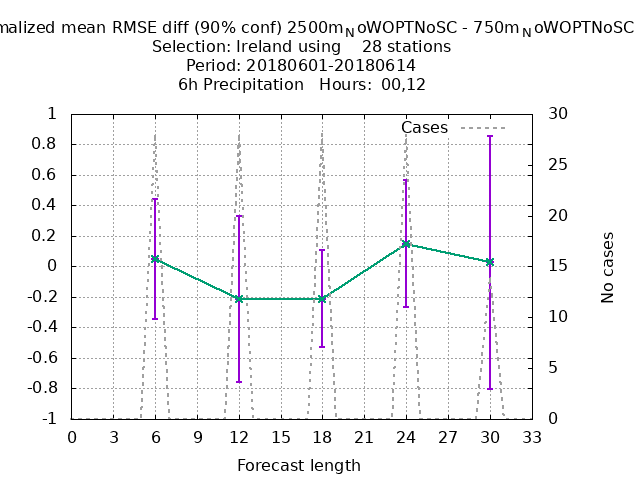 malized mean RMSE diff (90% conf) 2500m_NoWOPTNoSC - 750m_NoWOPTNoSC
Selection: Ireland using 28 stations
Period: 20180601-20180614
6h Precipitation Hours: 00,12
Cases
1
0.8
0.6
0.4
0.2
0
-0.2
-0.4
-0.6
-0.8
-1
30
25
20
15
10
5
0
No cases
0 3 6 9 12 15 18 21 24 27 30 33
Forecast length